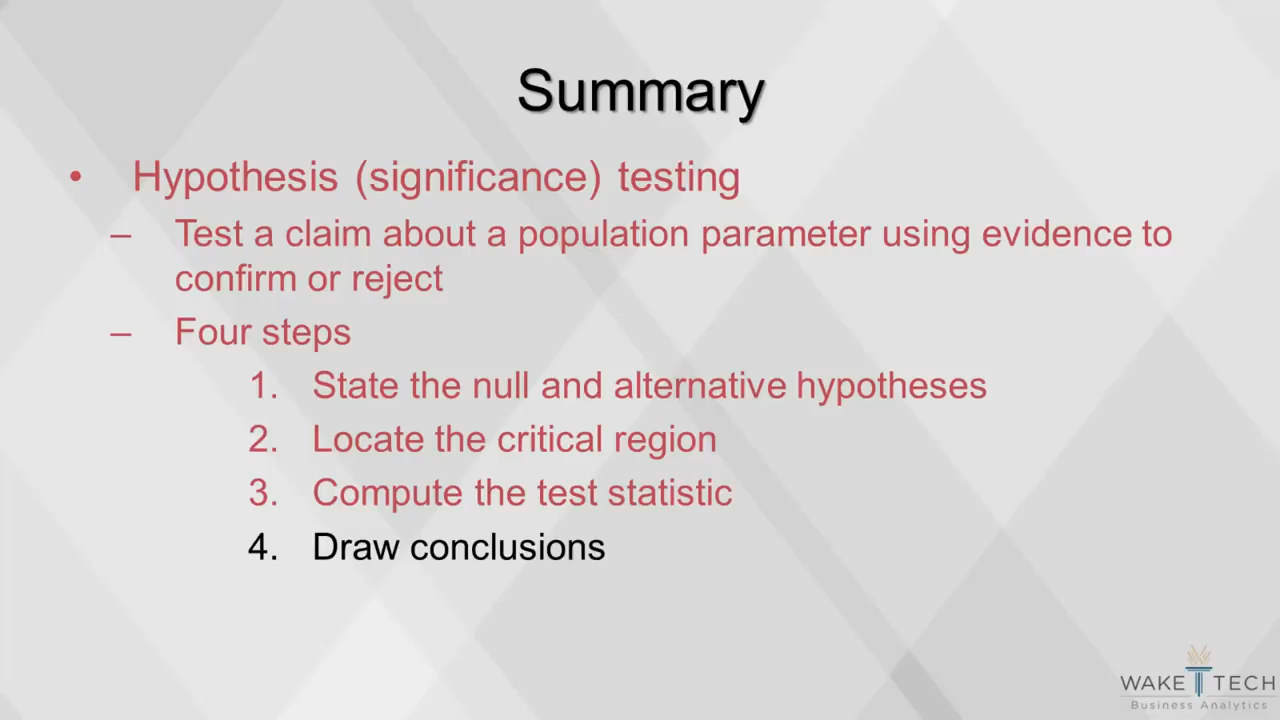 Summary
• Hypothesis (significance) testing
– Test a claim about a population parameter using evidence to
confirm or reject
– Four steps
1. State the null and alternative hypotheses
2. Locate the critical region
3. Compute the test statistic
4. Draw conclusions
WAKE TECH
Business Analytics